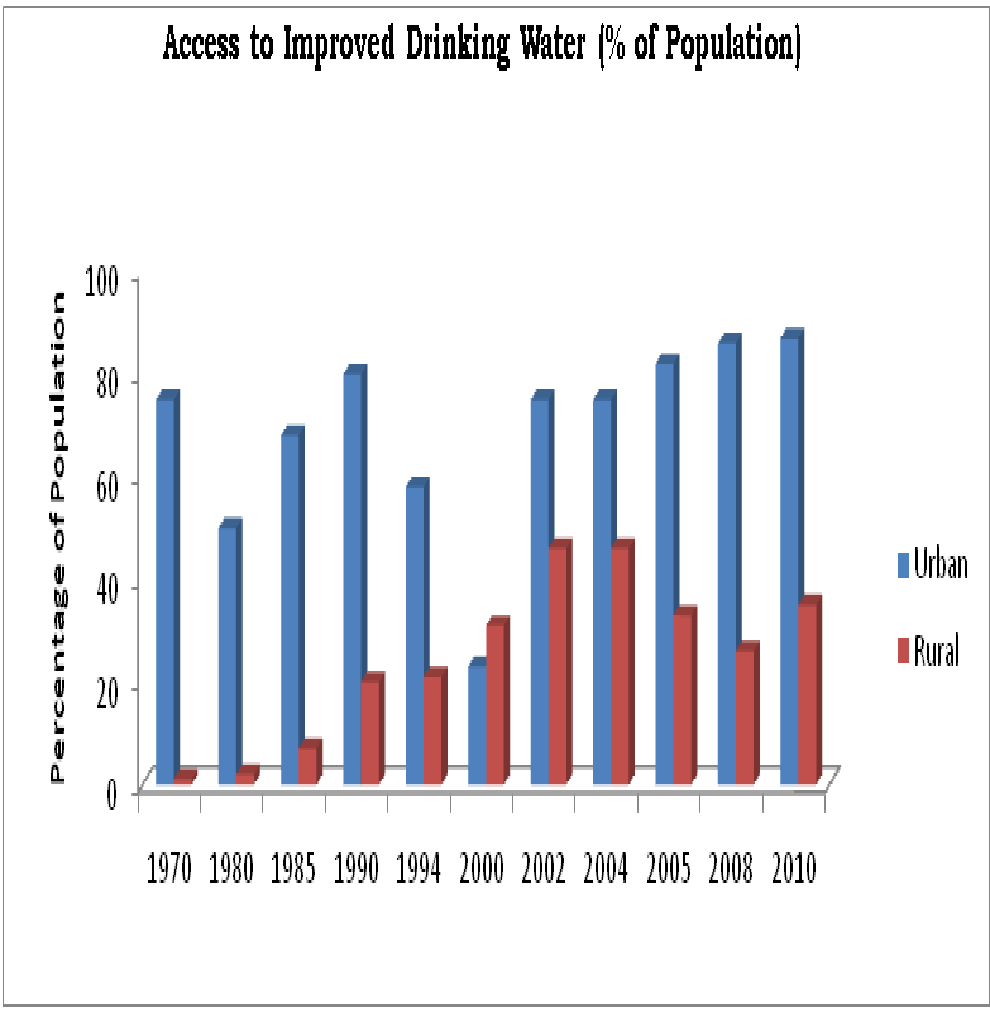 Access to Improved Drinking Water (% of Population)
Percentage of Population
100
80
60
40
20
0
1970 1980 1985 1990 1994 2000 2002 2004 2005 2008 2010
Urban
Rural